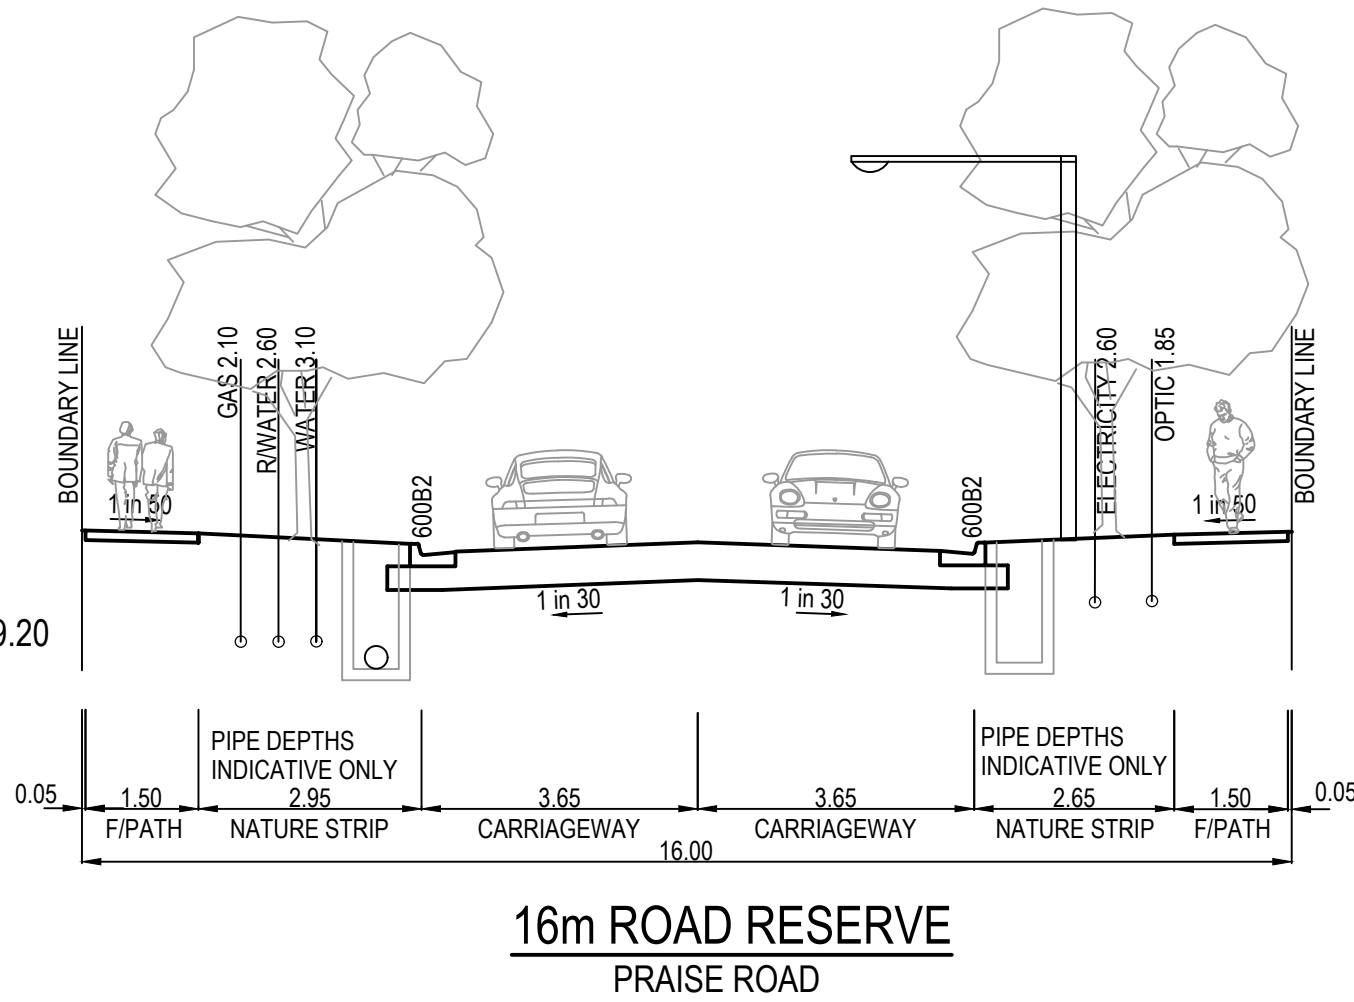 BOUNDARY LINE
GAS 2.10
R/WATER 2.60
WATER 3.10
600B2
600B2
ELECTRICITY 2.60
OPTIC 1.85
BOUNDARY LINE
1 in 50
1 in 50
1 in 30
1 in 30
9.20
PIPE DEPTHS
INDICATIVE ONLY
PIPE DEPTHS
INDICATIVE ONLY
0.05 1.50 2.95 3.65 3.65 2.65 1.50 0.05
F/PATH NATURE STRIP CARRIAGEWAY CARRIAGEWAY NATURE STRIP F/PATH
16.00
16m ROAD RESERVE
PRAISE ROAD